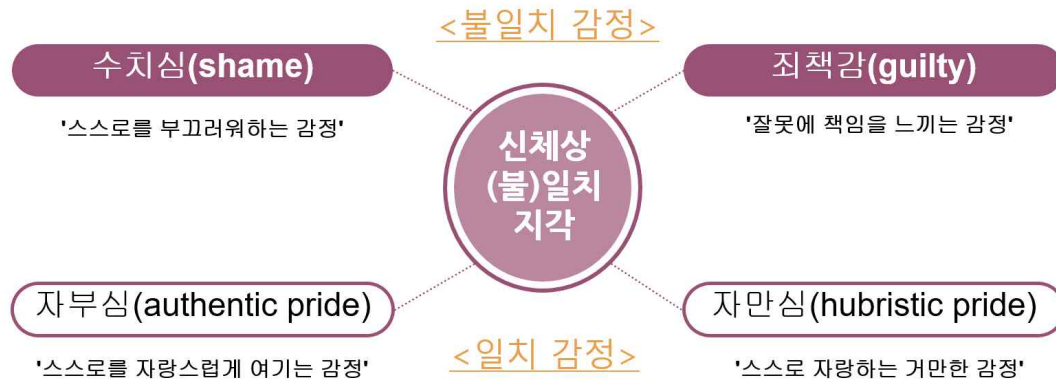 <불일치 감정>
수치심(shame)
죄책감(guilty)
'스스로를 부끄러워하는 감정'
'잘못에 책임을 느끼는 감정'
신체상
(불)일치
지각
자부심(authentic pride)
자만심(hubristic pride)
<일치 감정>
'스스로를 자랑스럽게 여기는 감정'
'스스로 자랑하는 거만한 감정'